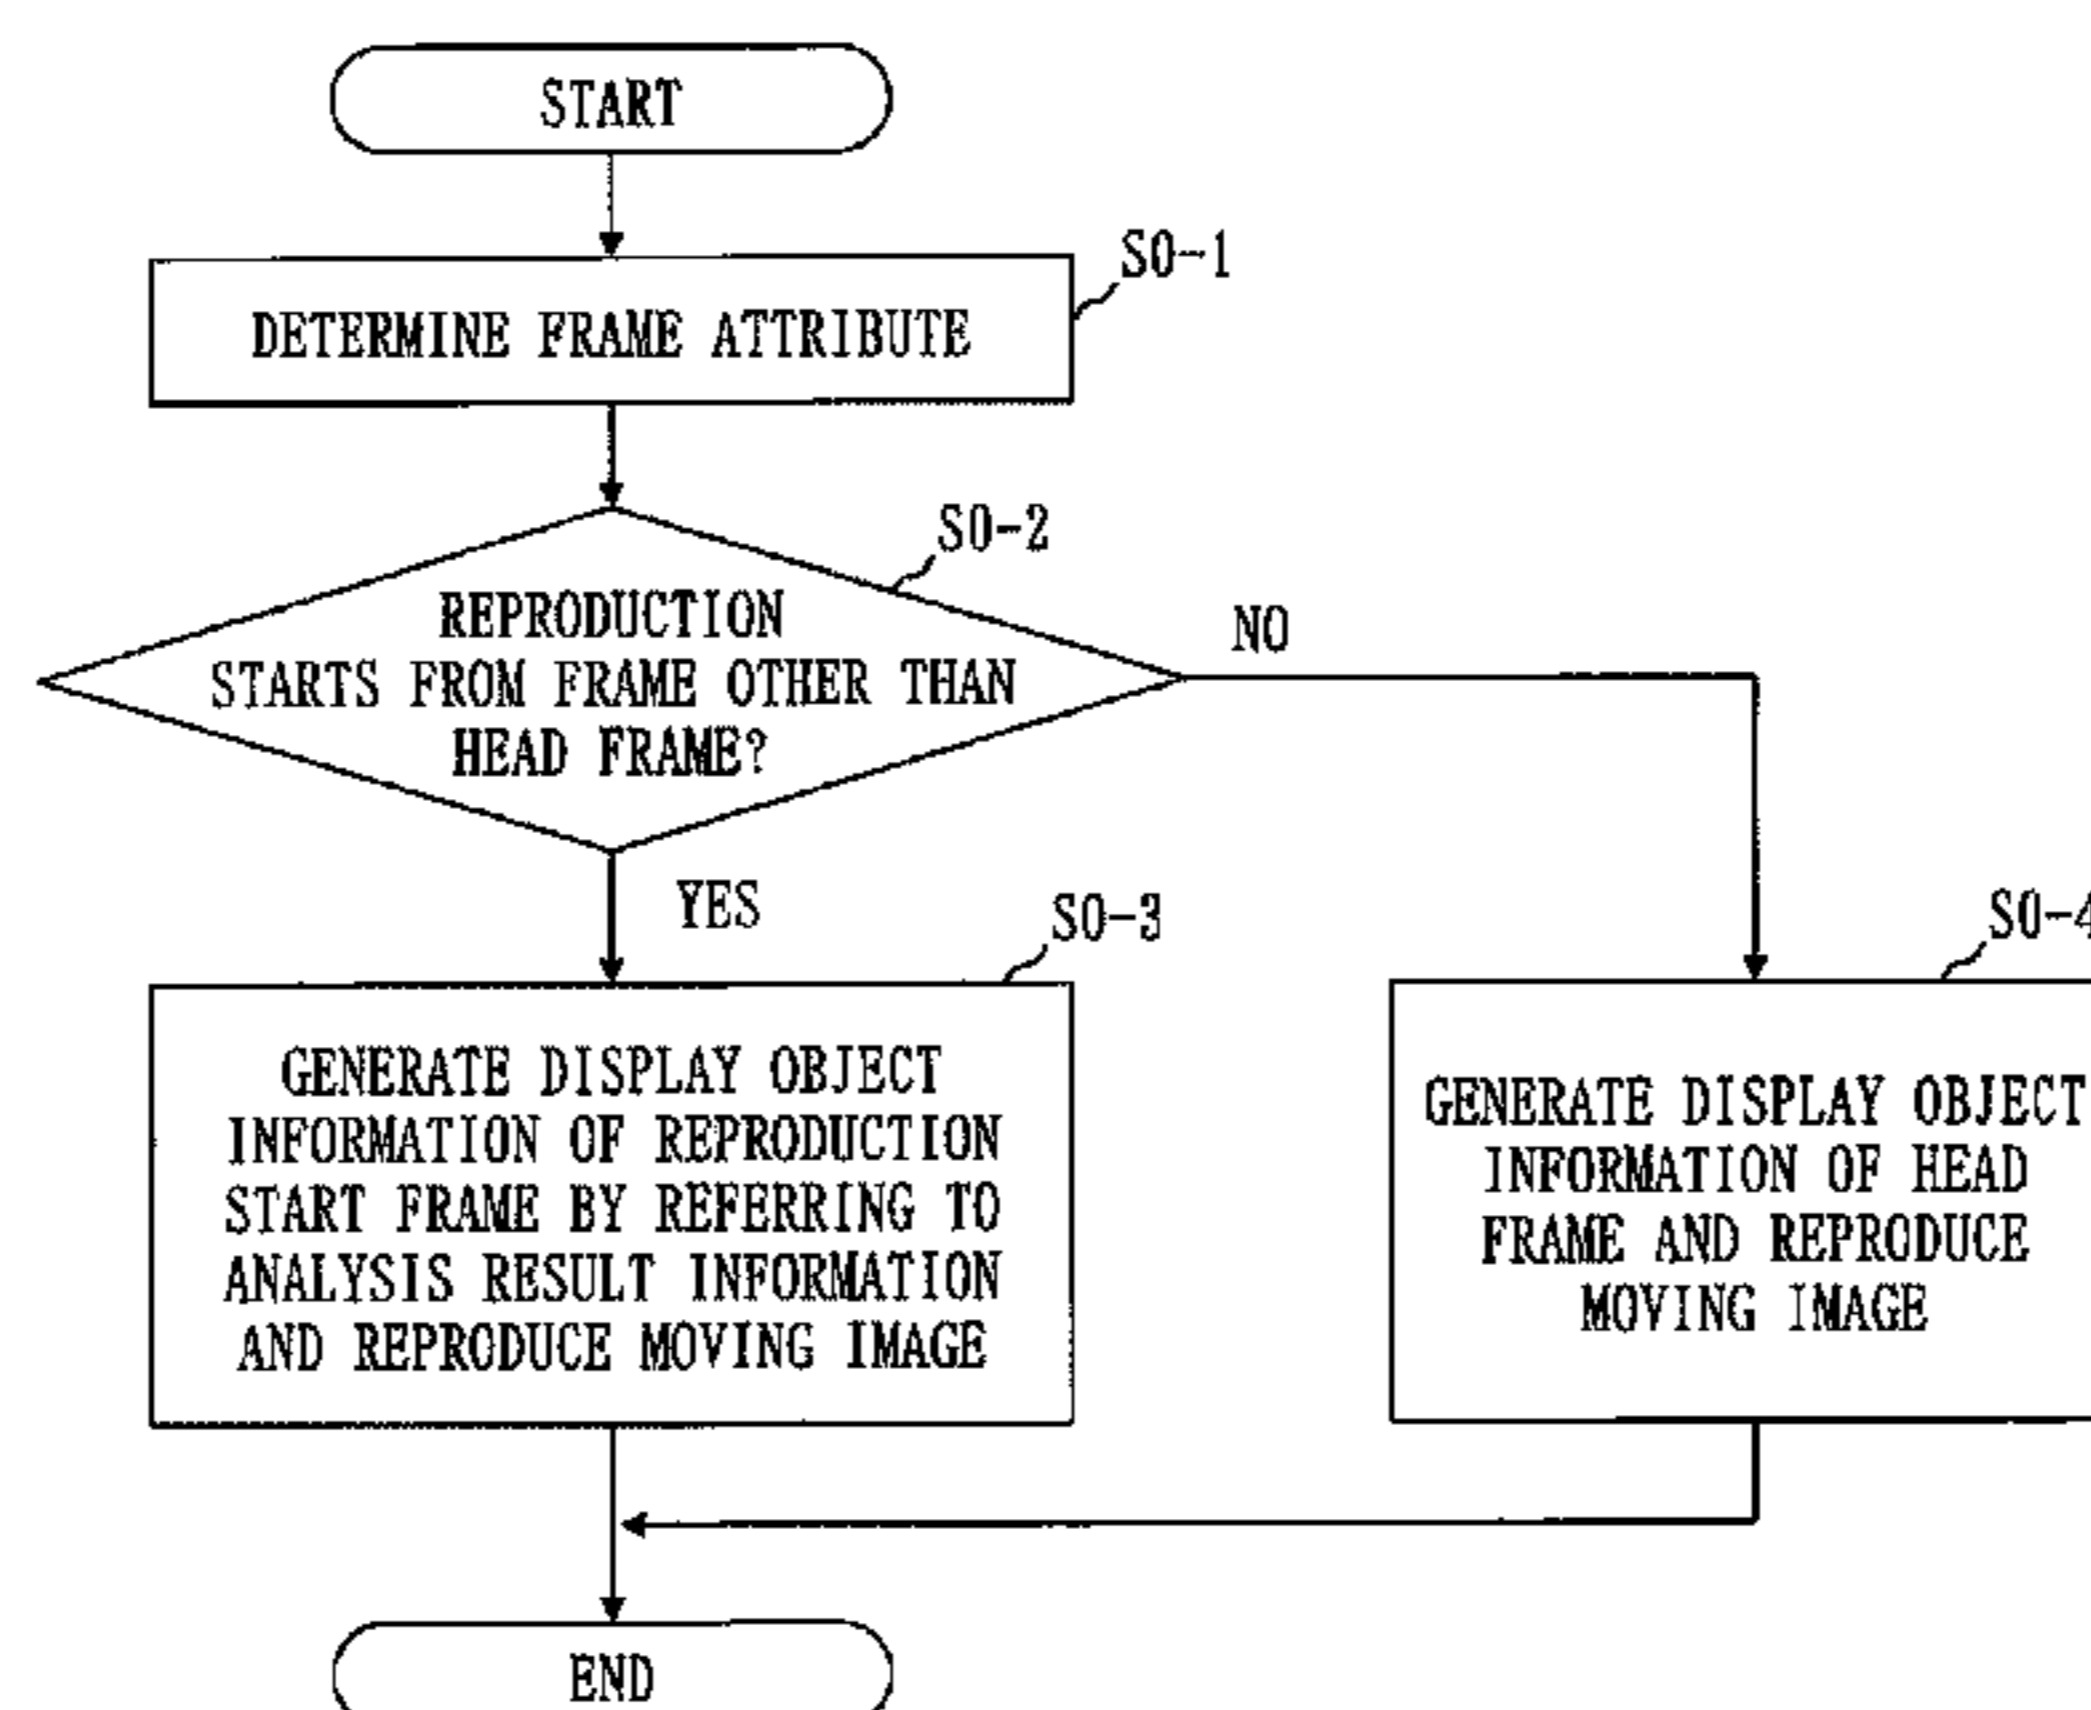 START
S0-1
DETERMINE FRAME ATTRIBUTE
S0-2
REPRODUCTION
STARTS FROM FRAME OTHER THAN
HEAD FRAME?
NO
YES
S0-3
GENERATE DISPLAY OBJECT
INFORMATION OF REPRODUCTION
START FRAME BY REFERRING TO
ANALYSIS RESULT INFORMATION
AND REPRODUCE MOVING IMAGE
S0-4
GENERATE DISPLAY OBJECT
INFORMATION OF HEAD
FRAME AND REPRODUCE
MOVING IMAGE
END